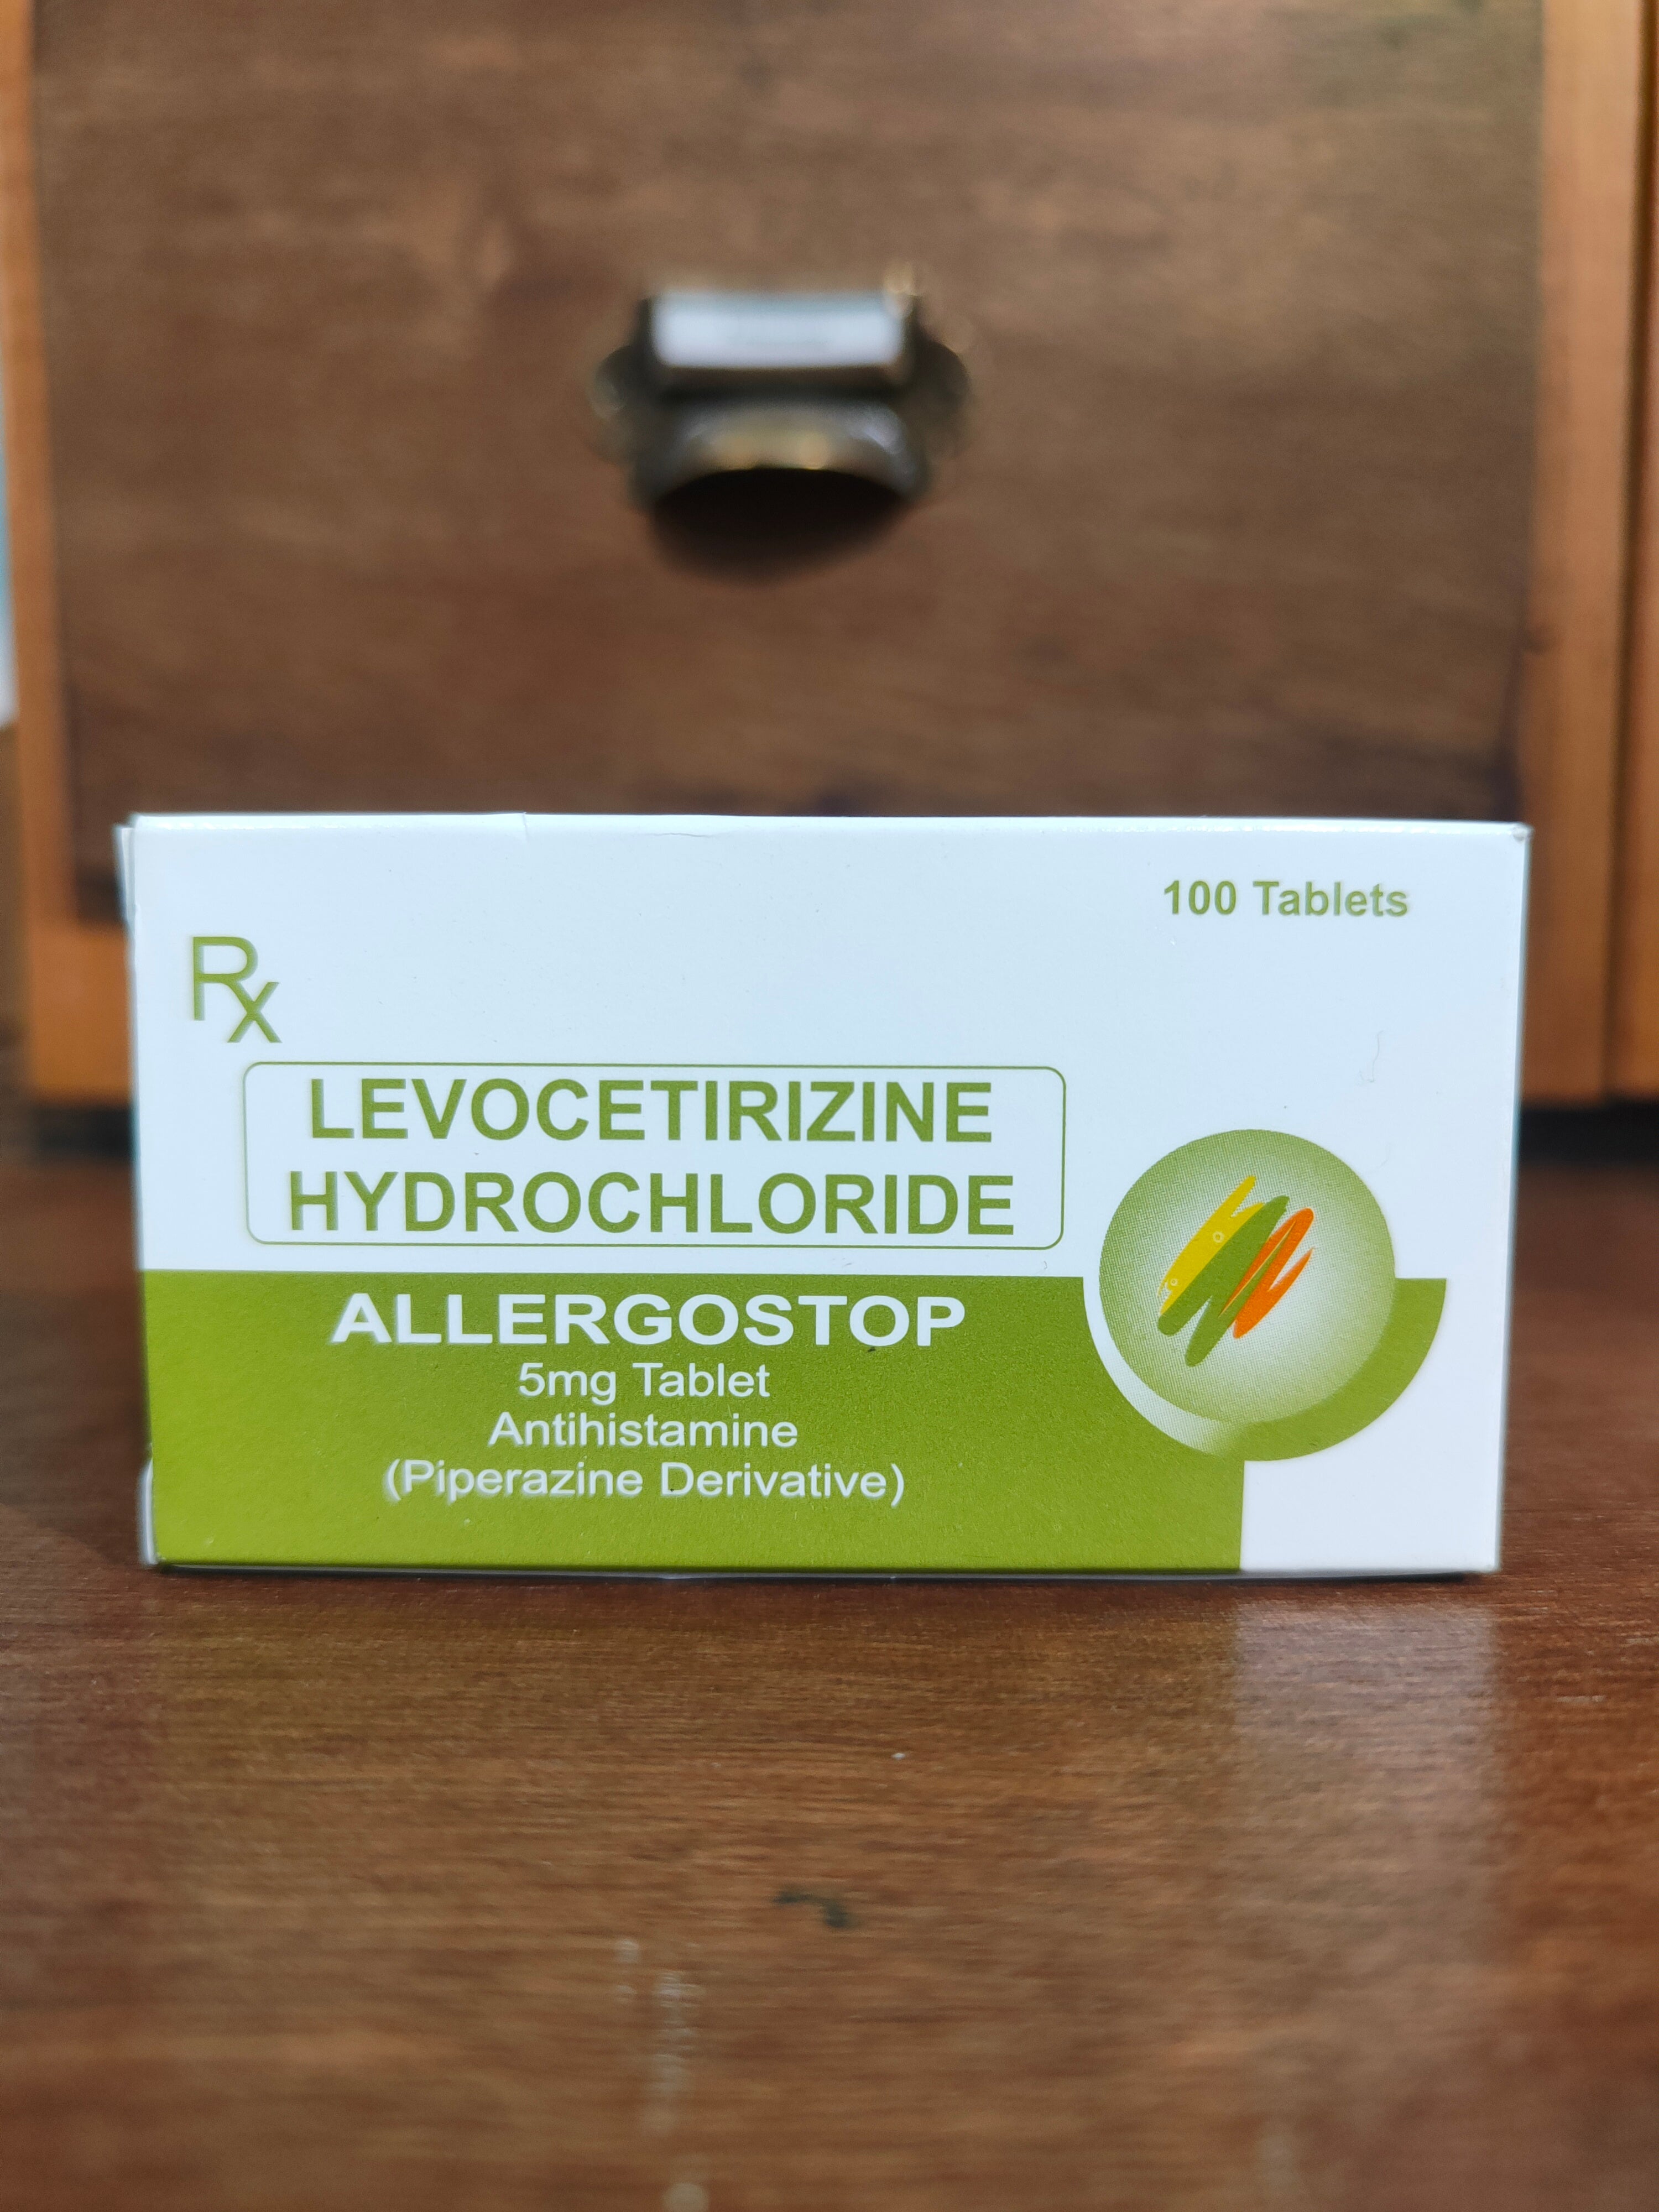 100 Tablets
Rx
LEVOCETIRIZINE
HYDROCHLORIDE
ALLERGOSTOP
5mg Tablet
Antihistamine
(Piperazine Derivative)